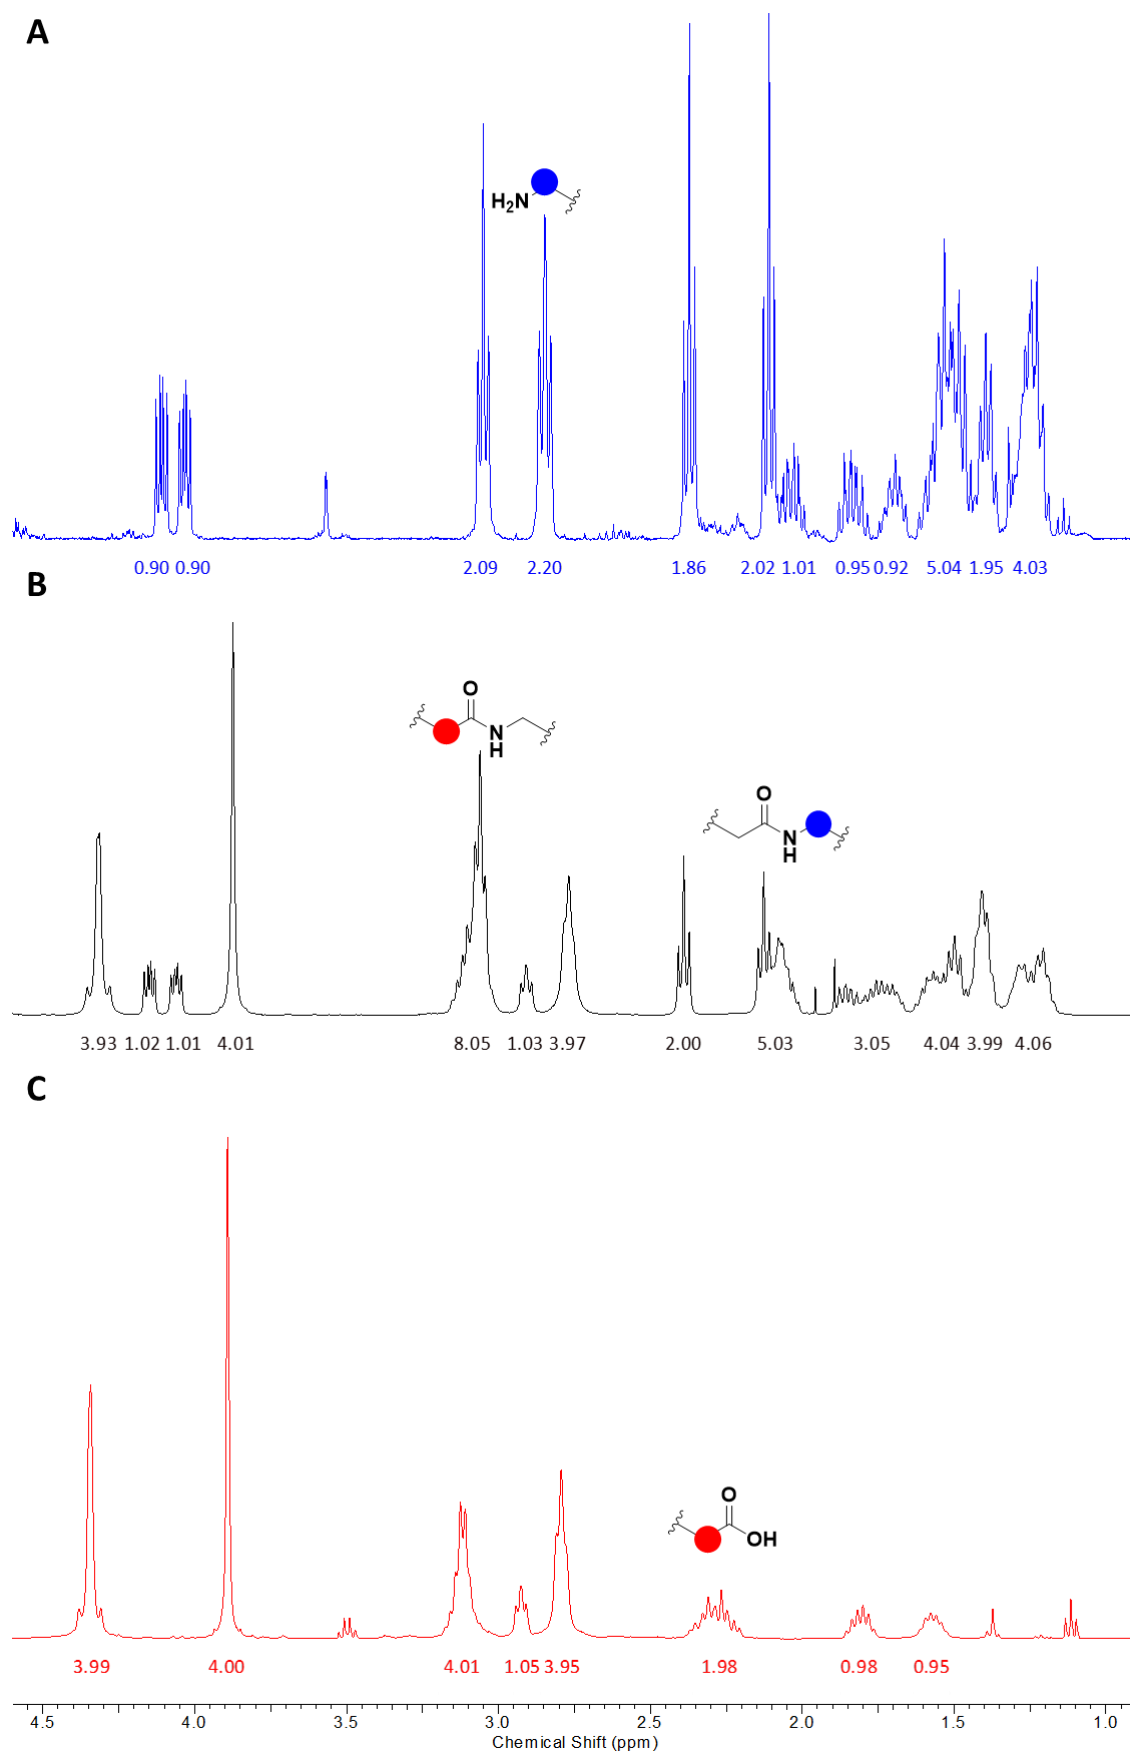 A
H₂N
0.90 0.90 2.09 2.20 1.86 2.02 1.01 0.95 0.92 5.04 1.95 4.03
B
O
N
H
O
N
H
3.93 1.02 1.01 4.01 8.05 1.03 3.97 2.00 5.03 3.05 4.04 3.99 4.06
C
O
OH
3.99 4.00 4.01 1.05 3.95 1.98 0.98 0.95
4.5 4.0 3.5 3.0 2.5 2.0 1.5 1.0
Chemical Shift (ppm)